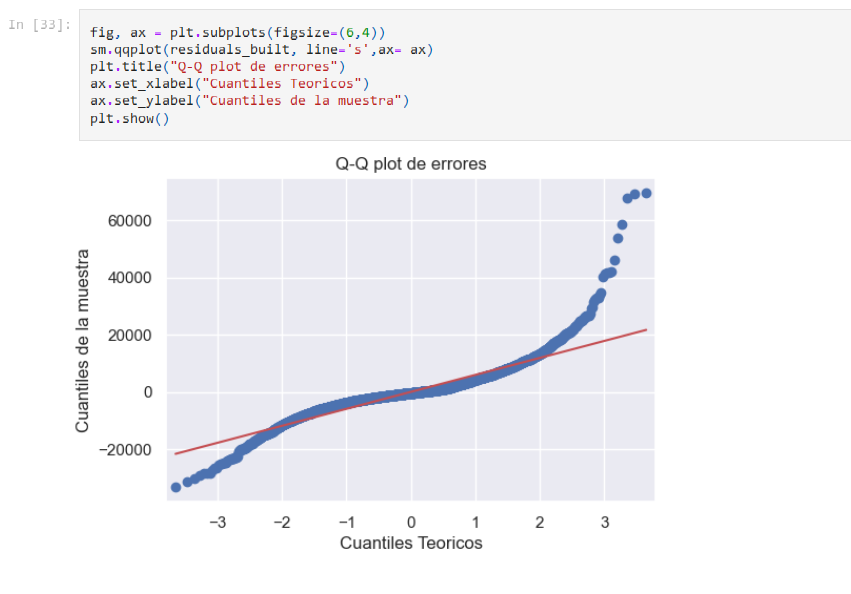 In [33]:
fig, ax = plt.subplots(figsize=(6,4))
sm.qqplot(residuals_built, line='s',ax= ax)
plt.title("Q-Q plot de errores")
ax.set_xlabel("Cuantiles Teoricos")
ax.set_ylabel("Cuantiles de la muestra")
plt.show()
Q-Q plot de errores
Cuantiles de la muestra
60000
40000
20000
0
−20000
−3 −2 −1 0 1 2 3
Cuantiles Teoricos